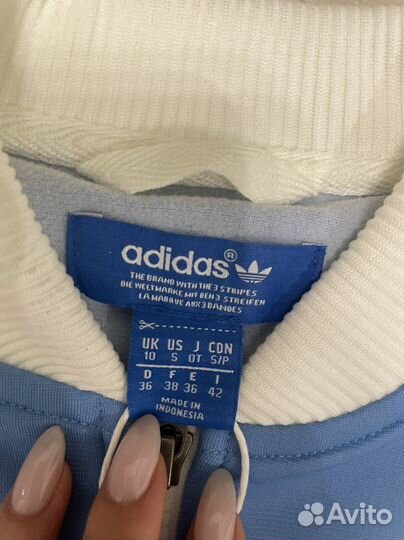 adidas®
THE BRAND WITH THE 3 STRIPES
DIE WELTMARKE MIT DEN 3 STREIFEN
LA MARQUE AUX 3 BANDES
UK US J CDN
10 S OT S/P
D F E I
36 38 36 42
MADE IN
INDONESIA
Avito